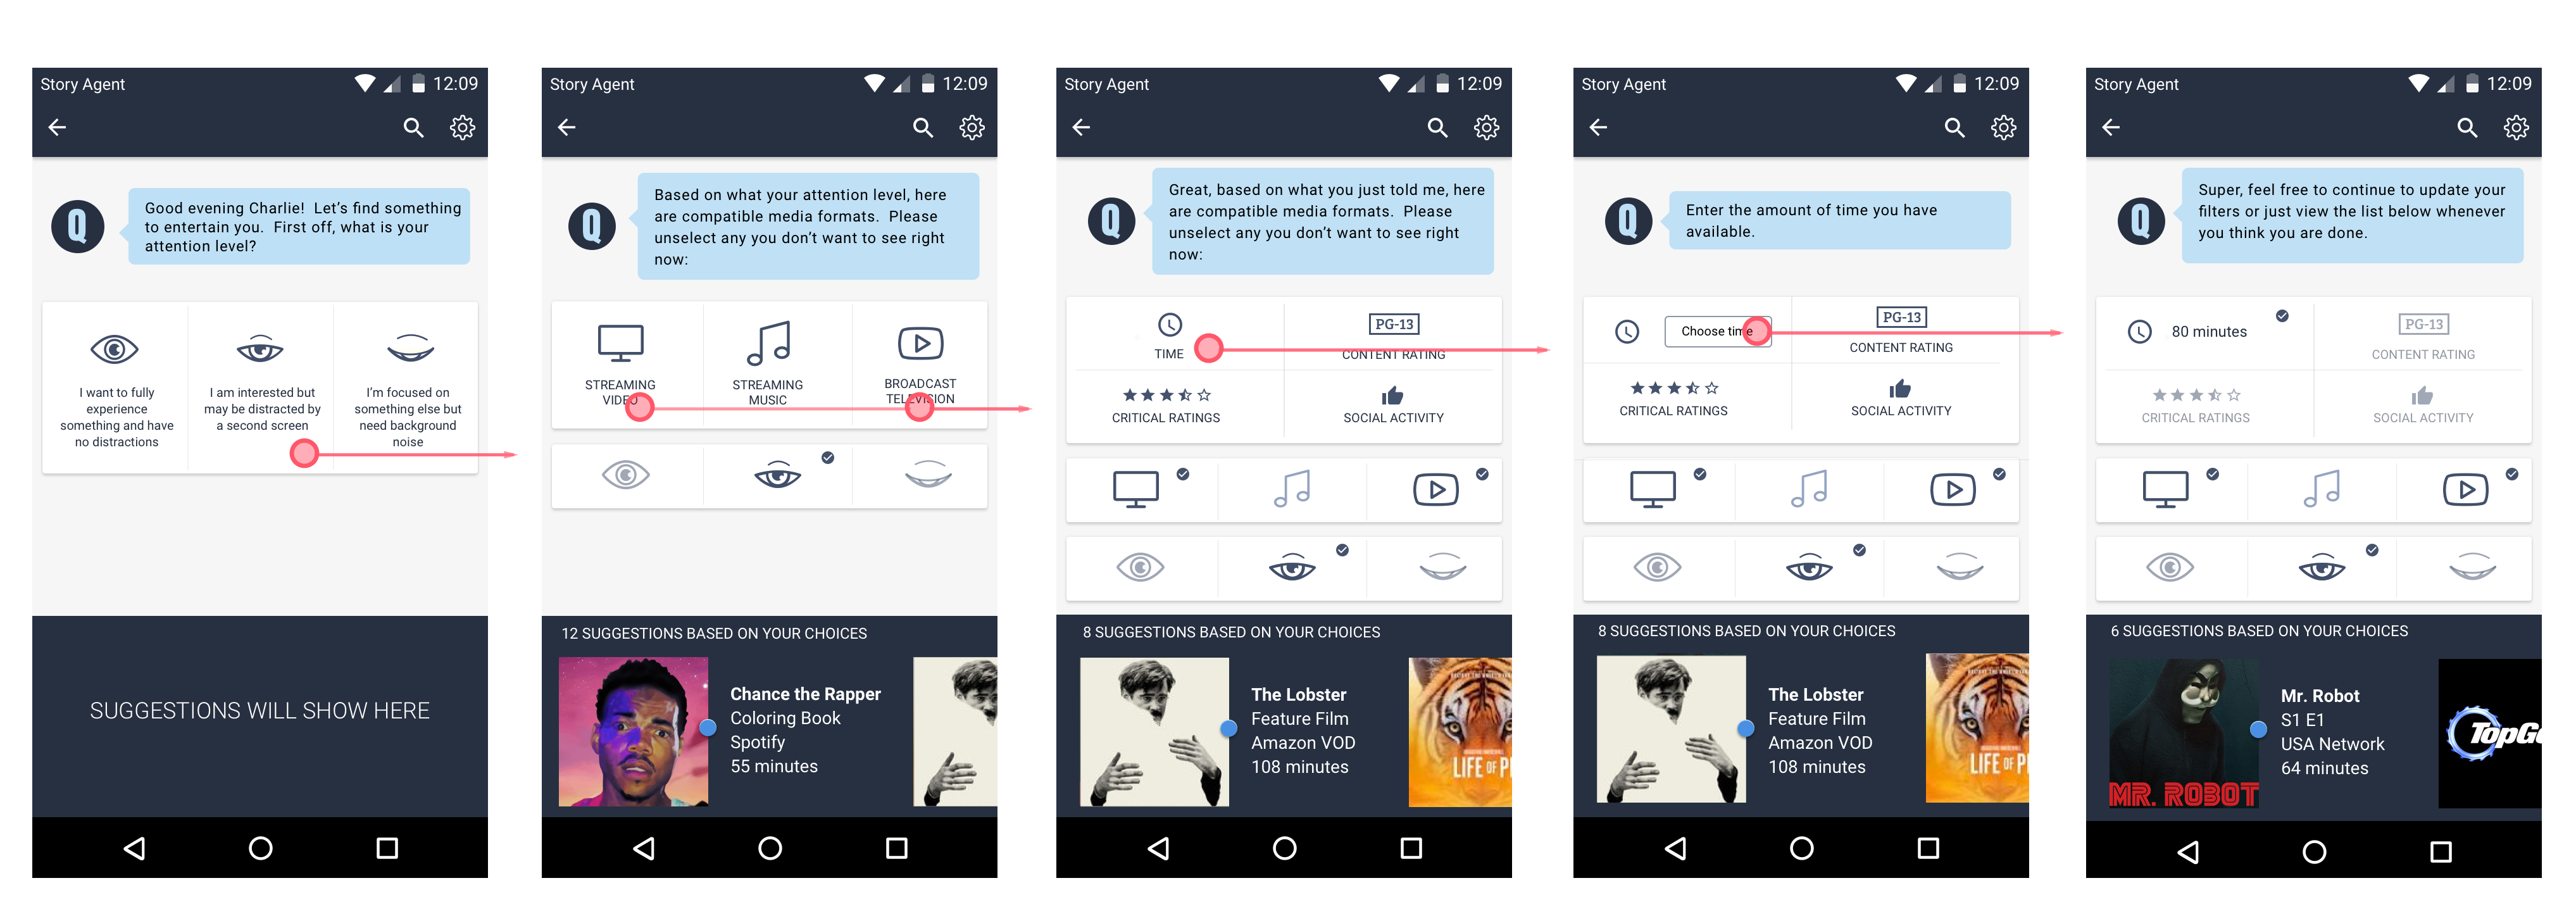 Story Agent
12:09
Q
Good evening Charlie!  Let's find something
to entertain you.  First off, what is your
attention level?
I want to fully
experience
something and have
no distractions
I am interested but
may be distracted by
a second screen
I'm focused on
something else but
need background
noise
SUGGESTIONS WILL SHOW HERE
Story Agent
12:09
Q
Based on what your attention level, here
are compatible media formats.  Please
unselect any you don't want to see right
now:
STREAMING
VIDEO
STREAMING
MUSIC
BROADCAST
TELEVISION
12 SUGGESTIONS BASED ON YOUR CHOICES
Chance the Rapper
Coloring Book
Spotify
55 minutes
Story Agent
12:09
Q
Great, based on what you just told me, here
are compatible media formats.  Please
unselect any you don't want to see right
now:
TIME
PG-13
CONTENT RATING
CRITICAL RATINGS
SOCIAL ACTIVITY
8 SUGGESTIONS BASED ON YOUR CHOICES
The Lobster
Feature Film
Amazon VOD
108 minutes
LIFE OF P
Story Agent
12:09
Q
Enter the amount of time you have
available.
Choose time
PG-13
CONTENT RATING
CRITICAL RATINGS
SOCIAL ACTIVITY
8 SUGGESTIONS BASED ON YOUR CHOICES
The Lobster
Feature Film
Amazon VOD
108 minutes
LIFE OF P
Story Agent
12:09
Q
Super, feel free to continue to update your
filters or just view the list below whenever
you think you are done.
80 minutes
PG-13
CONTENT RATING
CRITICAL RATINGS
SOCIAL ACTIVITY
6 SUGGESTIONS BASED ON YOUR CHOICES
MR. ROBOT
Mr. Robot
S1 E1
USA Network
64 minutes
TopGe